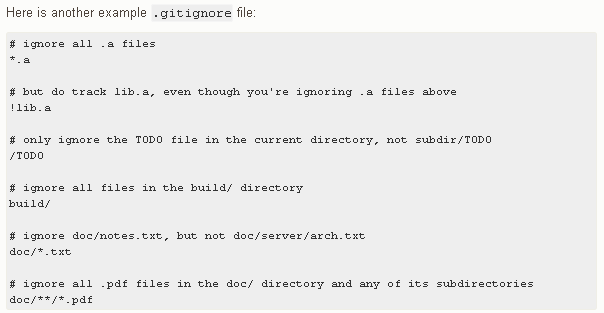 Here is another example .gitignore file:
# ignore all .a files
*.a
# but do track lib.a, even though you're ignoring .a files above
!lib.a
# only ignore the TODO file in the current directory, not subdir/TODO
/TODO
# ignore all files in the build/ directory
build/
# ignore doc/notes.txt, but not doc/server/arch.txt
doc/*.txt
# ignore all .pdf files in the doc/ directory and any of its subdirectories
doc/**/*.pdf